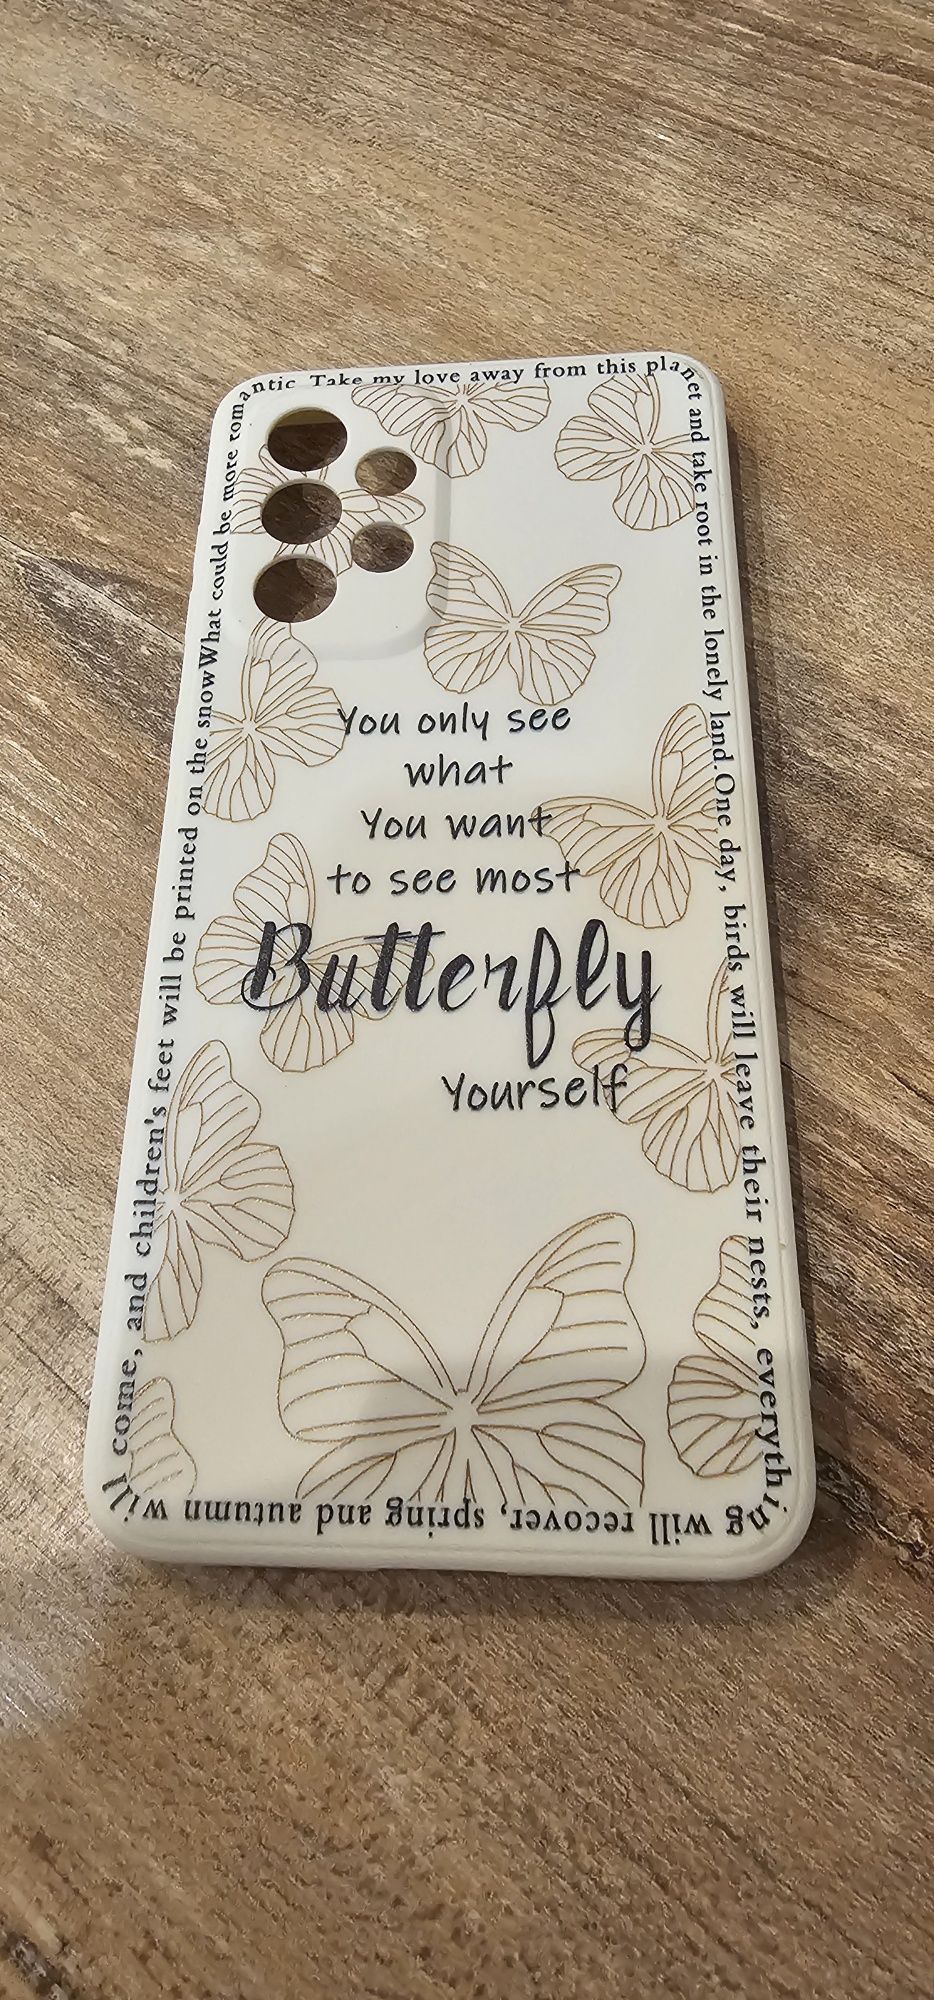 Take my love away from this planet and take root in the lonely land.One day, birds will leave their nests, everything will recover, spring and autumn will come, and children's feet will be printed on the snowWhat could be more romantic
You only see
what
You want
to see most
Butterfly
Yourself